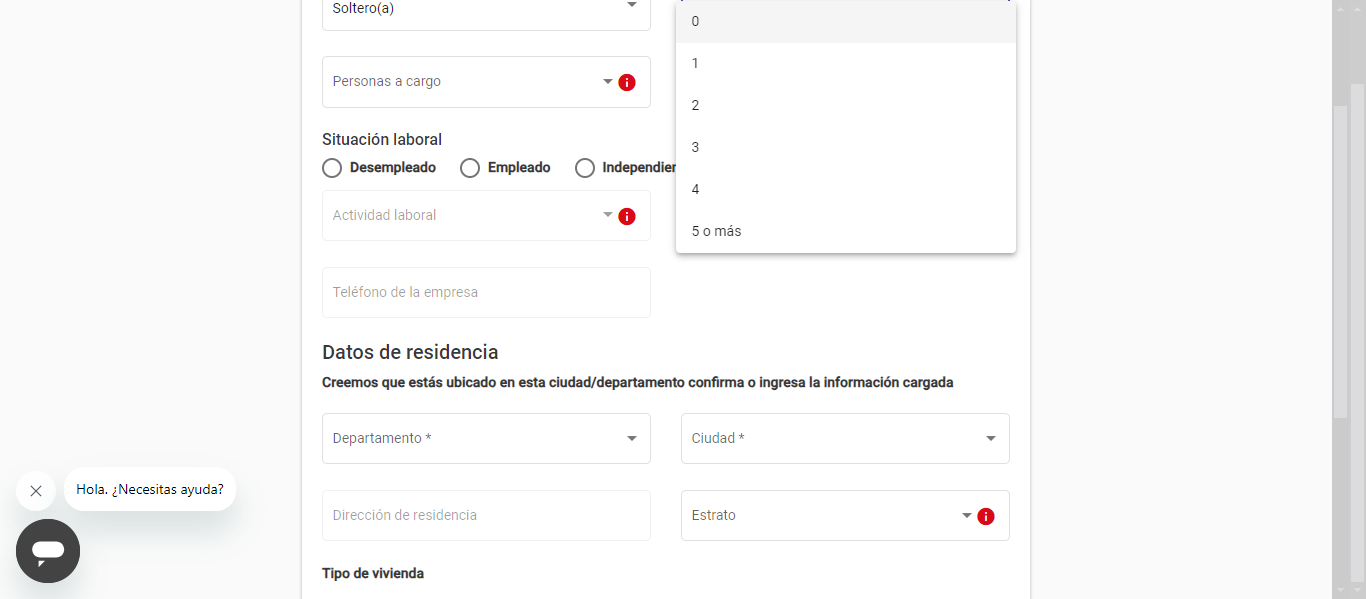 Soltero(a)
0
1
2
3
4
5 o más
Personas a cargo
Situación laboral
Desempleado
Empleado
Independier
Actividad laboral
Teléfono de la empresa
Datos de residencia
Creemos que estás ubicado en esta ciudad/departamento confirma o ingresa la información cargada
Departamento *
Ciudad *
Dirección de residencia
Estrato
Tipo de vivienda
Hola. ¿Necesitas ayuda?